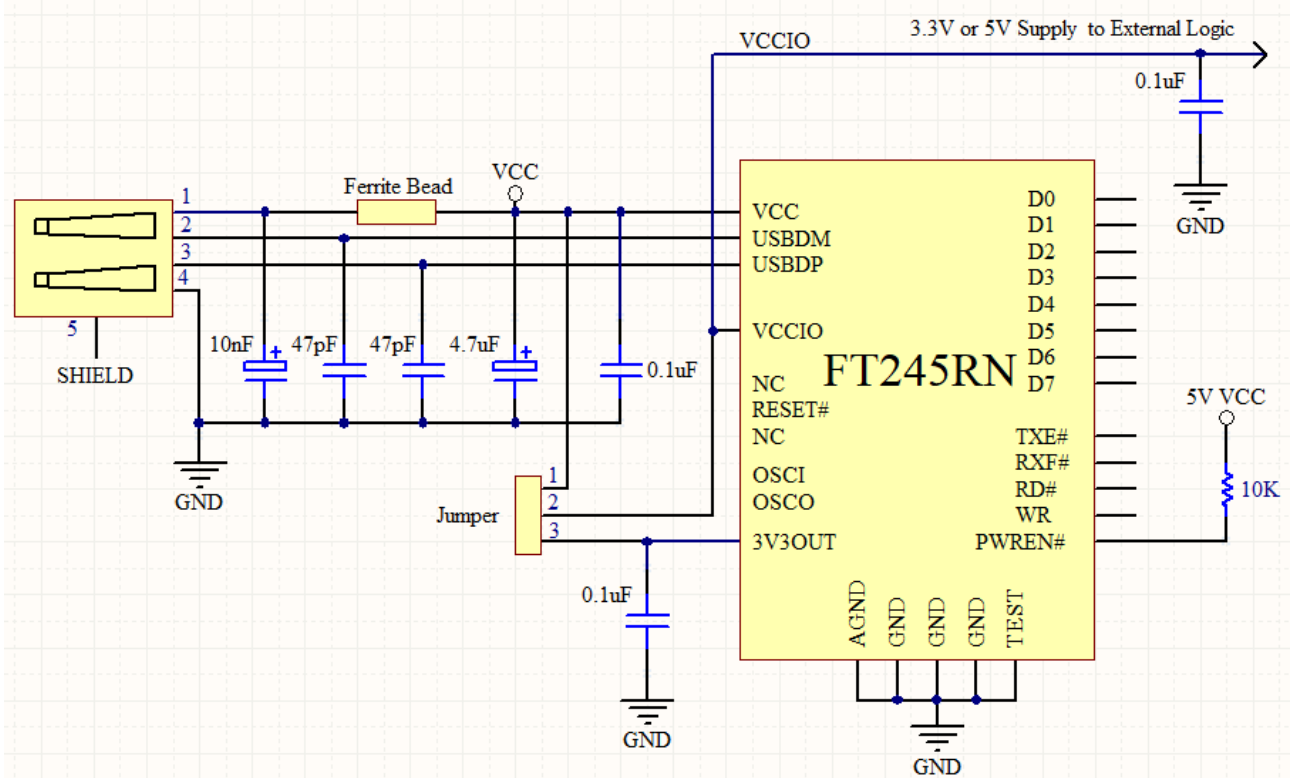 3.3V or 5V Supply to External Logic
VCCIO
0.1uF
GND
1
2
3
4
5
SHIELD
Ferrite Bead
VCC
10nF
47pF
47pF
4.7uF
0.1uF
GND
Jumper
1
2
3
0.1uF
GND
FT245RN
VCC
USBDM
USBDP
VCCIO
NC
RESET#
NC
OSCI
OSCO
3V3OUT
D0
D1
D2
D3
D4
D5
D6
D7
TXE#
RXF#
RD#
WR
PWREN#
AGND
GND
GND
GND
TEST
GND
5V VCC
10K